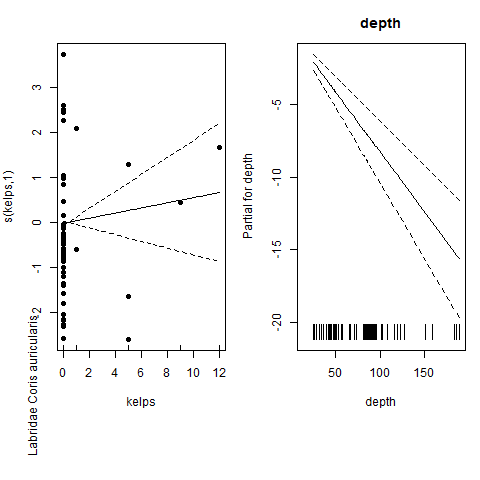 depth
s(kelps,1)
Labridae Coris auricularis
3
2
1
0
-1
-2
0 2 4 6 8 10 12
kelps
Partial for depth
-5
-10
-15
-20
50 100 150
depth